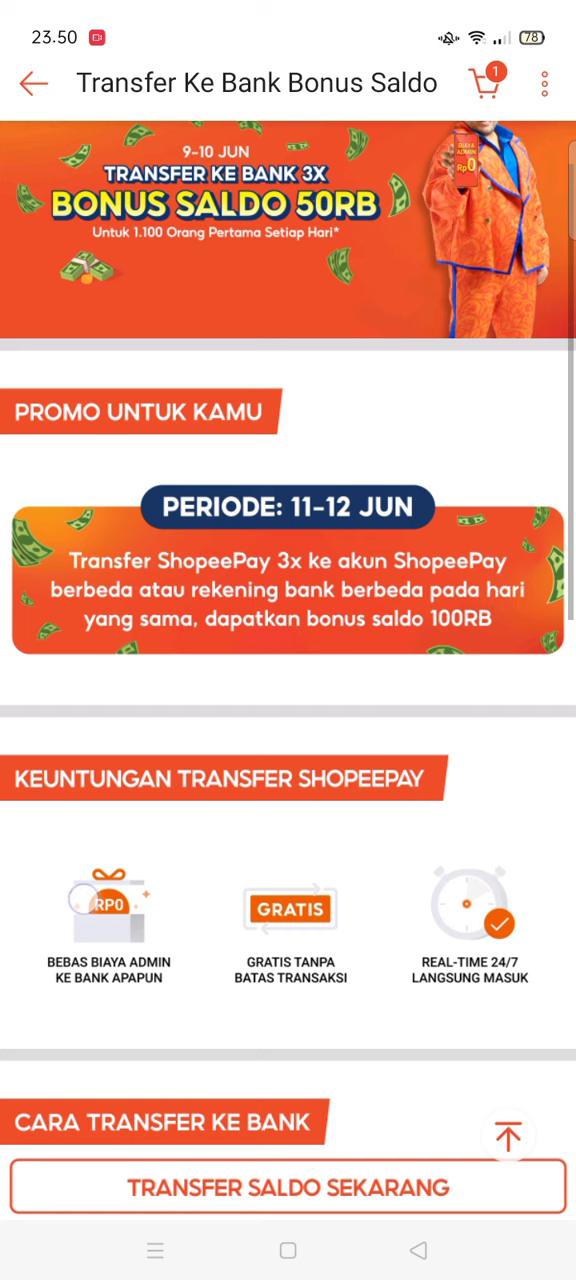 23.50
78
Transfer Ke Bank Bonus Saldo
1
9-10 JUN
TRANSFER KE BANK 3X
BONUS SALDO 50RB
Untuk 1.100 Orang Pertama Setiap Hari*
BIAYA
ADMIN
Rp0
PROMO UNTUK KAMU
PERIODE: 11-12 JUN
Transfer ShopeePay 3x ke akun ShopeePay
berbeda atau rekening bank berbeda pada hari
yang sama, dapatkan bonus saldo 100RB
KEUNTUNGAN TRANSFER SHOPEEPAY
RP0
BEBAS BIAYA ADMIN
KE BANK APAPUN
GRATIS
GRATIS TANPA
BATAS TRANSAKSI
REAL-TIME 24/7
LANGSUNG MASUK
CARA TRANSFER KE BANK
TRANSFER SALDO SEKARANG